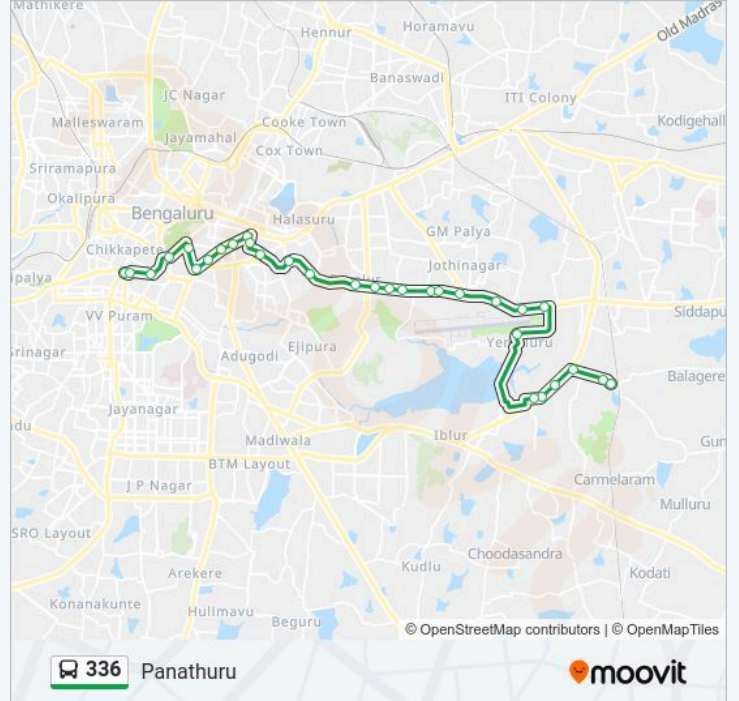 Mathikere
Hennur
Horamavu
Old Madras
Banaswadi
JC Nagar
ITI Colony
Malleswaram
Cooke Town
Kodigehall
Jayamahal
Cox Town
Sriramapura
Okalipura
Bengaluru
Halasuru
GM Palya
Chikkapete
Jothinagar
ipalya
Siddapu
VV Puram
Ejipura
rinagar
Adugodi
Balagere
Jayanagar
du
Madiwala
Iblur
Gun
BTM Layout
Carmelaram
J P Nagar
Mulluru
SRO Layout
Choodasandra
Arekere
Kudlu
Kodati
Konanakunte
Hulimavu
Beguru
© OpenStreetMap contributors | © OpenMapTiles
336 Panathuru
moovit